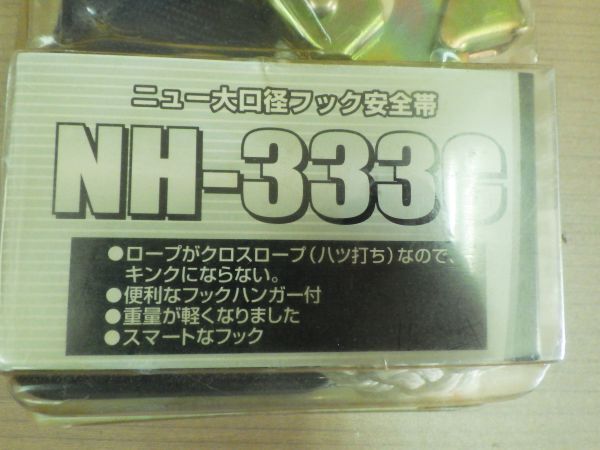 ニュー大口径フック安全帯
NH-333C
●ロープがクロスロープ(八ツ打ち)なので、
キンクにならない。
●便利なフックハンガー付
●重量が軽くなりました
●スマートなフック